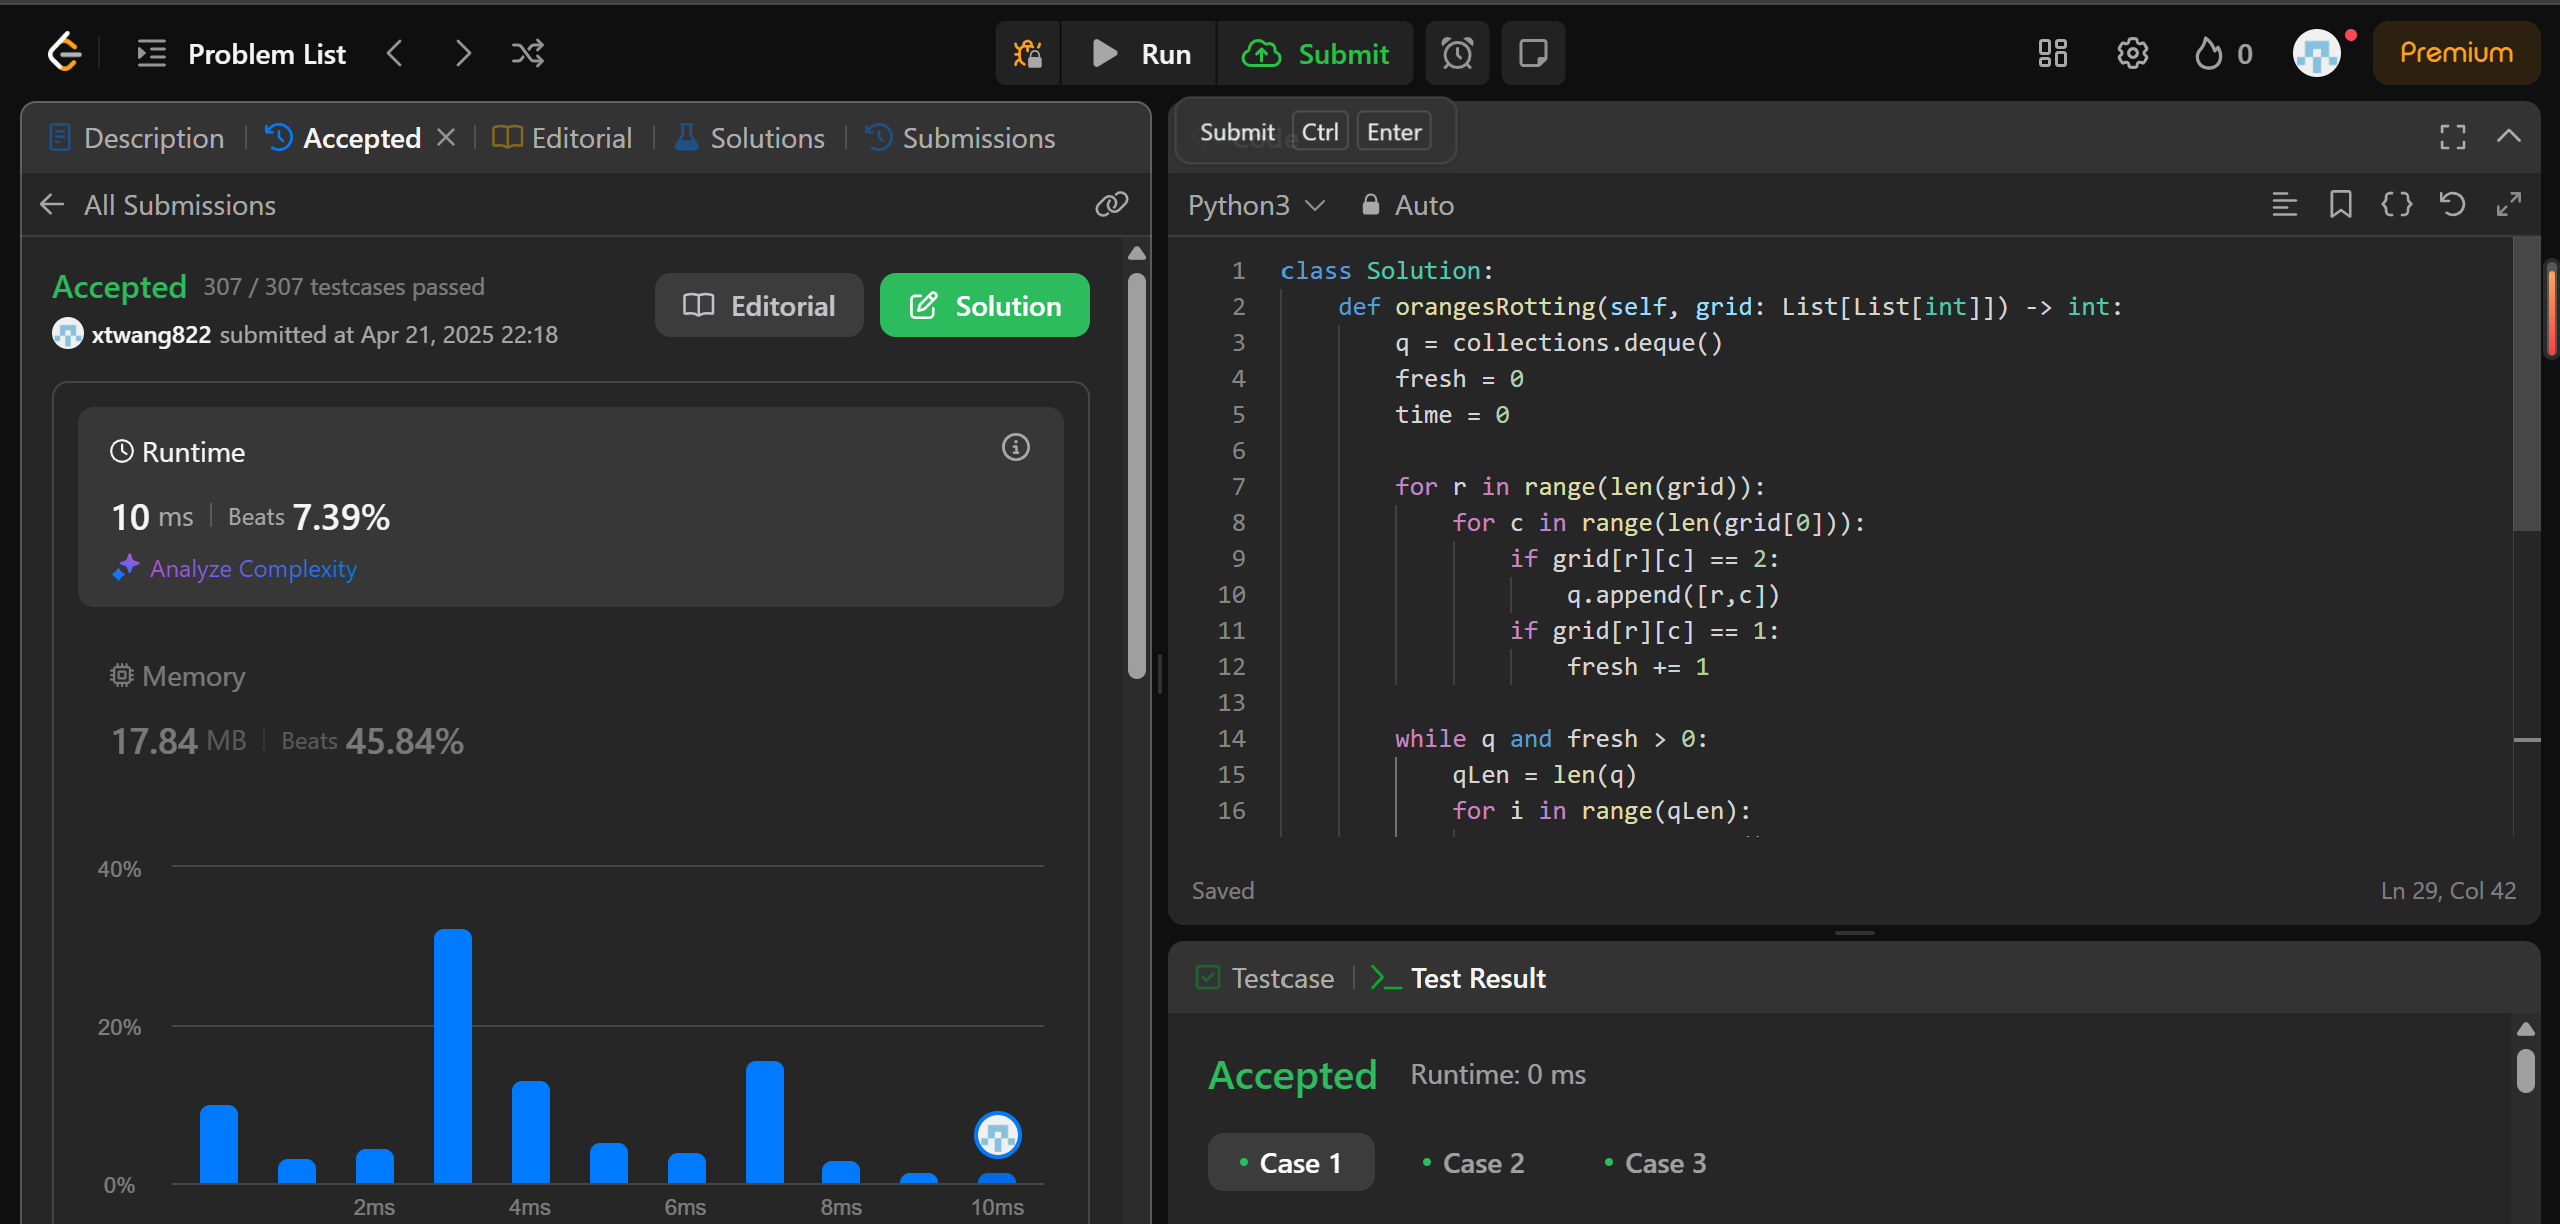 Problem List
Run
Submit
0
Premium
Description
Accepted
Editorial
Solutions
Submissions
Submit Ctrl Enter
All Submissions
Python3
Auto
Accepted 307 / 307 testcases passed
xtwang822 submitted at Apr 21, 2025 22:18
Editorial
Solution
Runtime
10 ms Beats 7.39%
Analyze Complexity
Memory
17.84 MB Beats 45.84%
40%
20%
0%
2ms 4ms 6ms 8ms 10ms
1 class Solution:
2 def orangesRotting(self, grid: List[List[int]]) -> int:
3 q = collections.deque()
4 fresh = 0
5 time = 0
6
7 for r in range(len(grid)):
8 for c in range(len(grid[0])):
9 if grid[r][c] == 2:
10 q.append([r,c])
11 if grid[r][c] == 1:
12 fresh += 1
13
14 while q and fresh > 0:
15 qLen = len(q)
16 for i in range(qLen):
Saved
Ln 29, Col 42
Testcase
>_ Test Result
Accepted Runtime: 0 ms
• Case 1
• Case 2
• Case 3